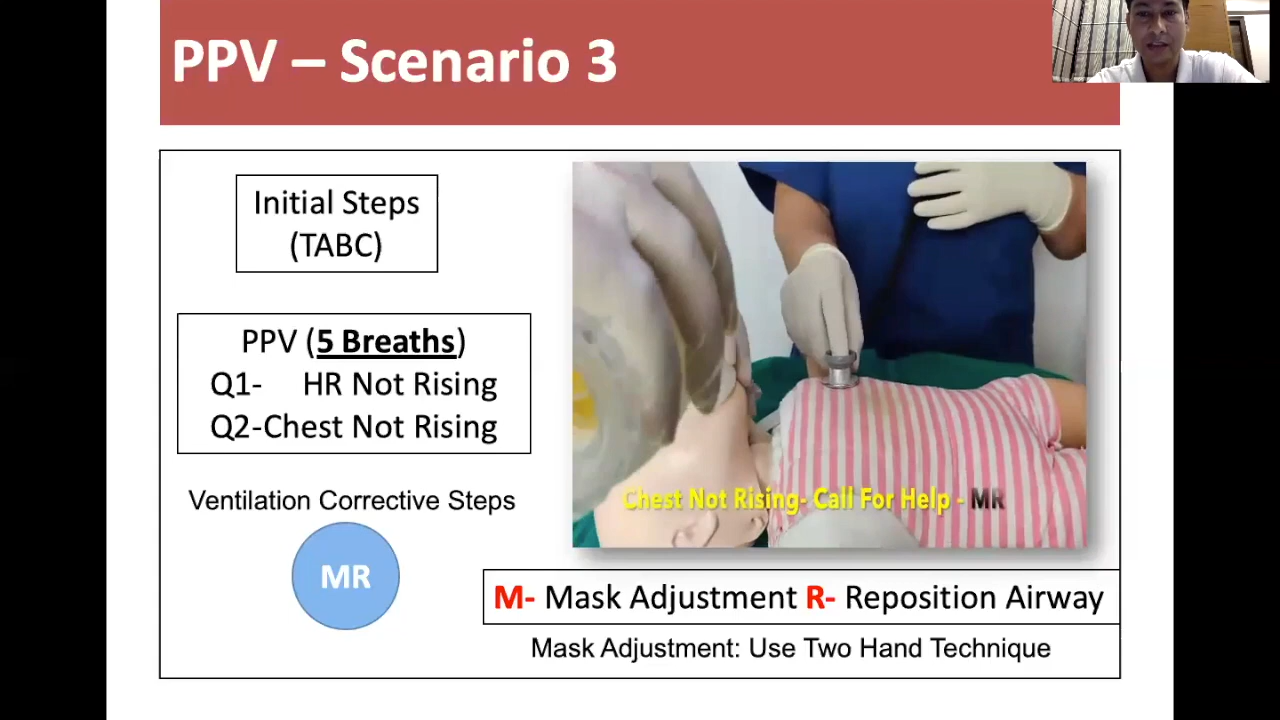 PPV – Scenario 3
Initial Steps
(TABC)
PPV (5 Breaths)
Q1- HR Not Rising
Q2-Chest Not Rising
Ventilation Corrective Steps
MR
Chest Not Rising- Call For Help - MR
M- Mask Adjustment R- Reposition Airway
Mask Adjustment: Use Two Hand Technique